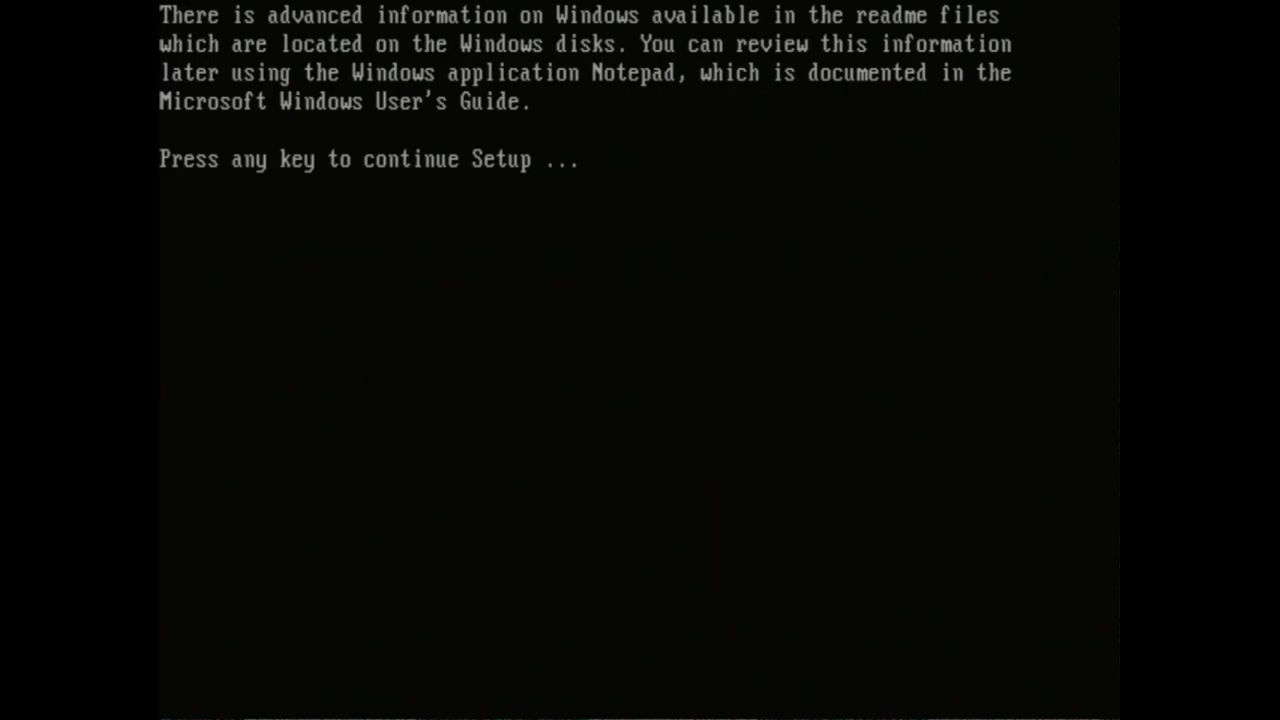 There is advanced information on Windows available in the readme files
which are located on the Windows disks. You can review this information
later using the Windows application Notepad, which is documented in the
Microsoft Windows User's Guide.
Press any key to continue Setup ...